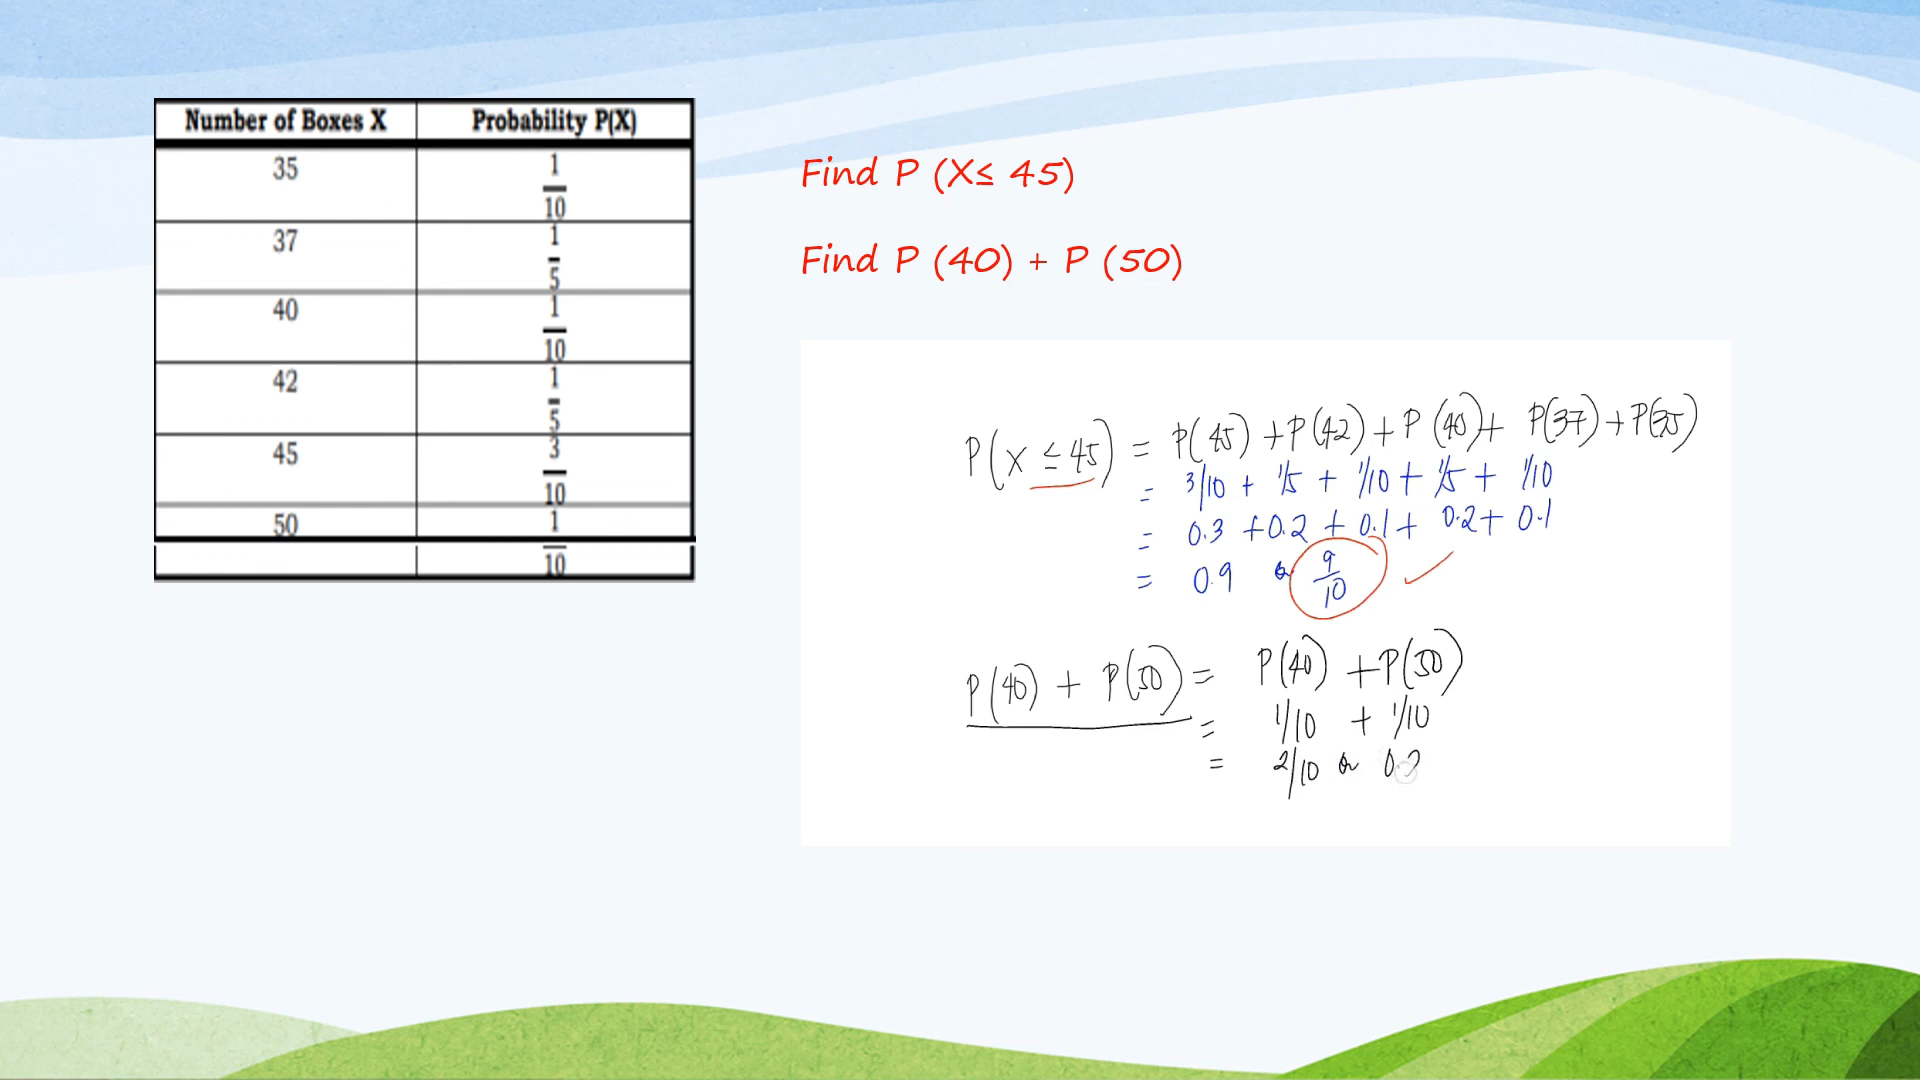 Number of Boxes X Probability P(X)
35 1/10
37 1/5
40 1/10
42 1/5
45 3/10
50 1/10
Find P (X≤ 45)
Find P (40) + P (50)
P(X ≤ 45) = P(45) + P(42) + P(40) + P(37) + P(35)
= 3/10 + 1/5 + 1/10 + 1/5 + 1/10
= 0.3 + 0.2 + 0.1 + 0.2 + 0.1
= 0.9 or 9/10
P(40) + P(50) = P(40) + P(50)
= 1/10 + 1/10
= 2/10 or 0.2